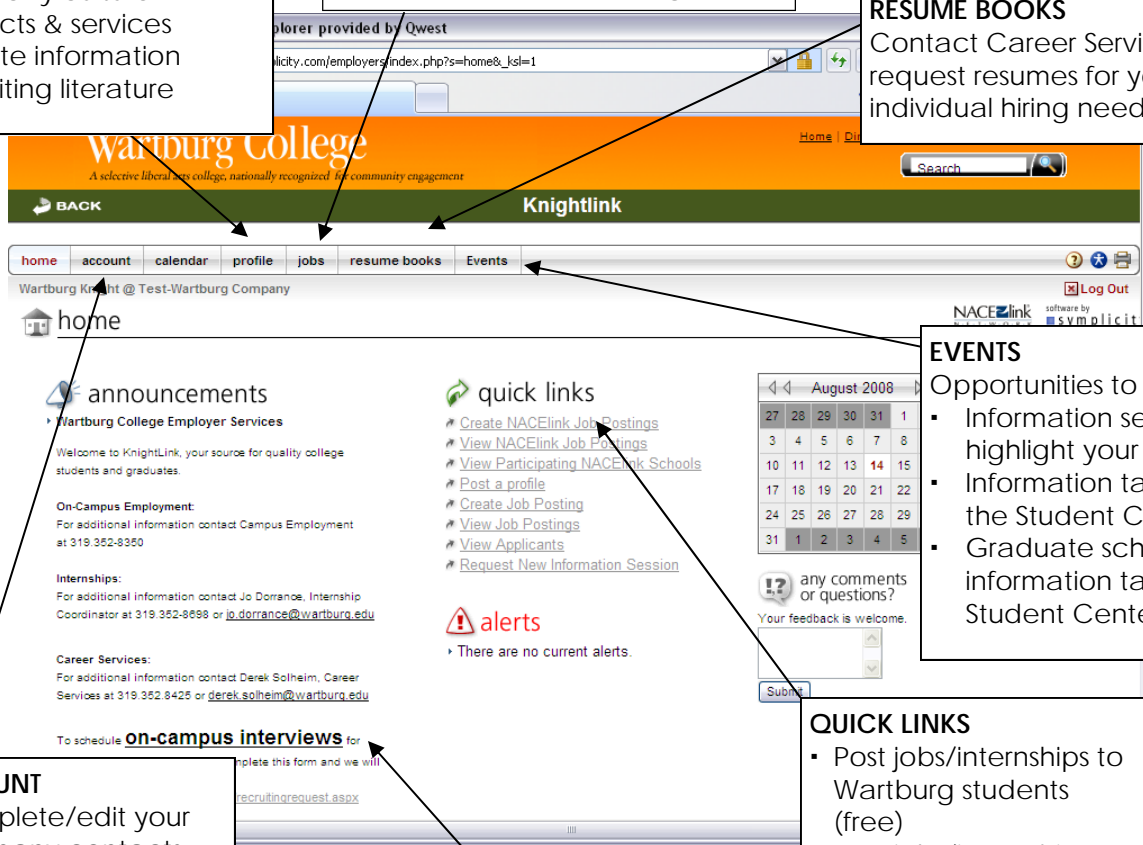 cts & services
te information
iting literature
plorer provided by Qwest
licity.com/employers/index.php?s=home&_ksl=1
RESUME BOOKS
Contact Career
request resumes for
individual hiring
Wartburg College
A selective liberal arts college, nationally recognized for community engagement
Home |
Search
BACK
Knightlink
home account calendar profile jobs resume books Events
Wartburg Knight @ Test-Wartburg Company
Log Out
home
NACElink
NETWORK
software by
symplicit
announcements
Wartburg College Employer Services
Welcome to KnightLink, your source for quality college
students and graduates.
On-Campus Employment:
For additional information contact Campus Employment
at 319.352-8350
Internships:
For additional information contact Jo Dorrance, Internship
Coordinator at 319.352-8698 or jo.dorrance@wartburg.edu
Career Services:
For additional information contact Derek Solheim, Career
Services at 319.352.8425 or derek.solheim@wartburg.edu
To schedule on-campus interviews for
mplete this form and we will
recruitingrequest.aspx
quick links
Create NACElink Job Postings
View NACElink Job Postings
View Participating NACElink Schools
Post a profile
Create Job Posting
View Job Postings
View Applicants
Request New Information Session
alerts
There are no current alerts.
August 2008
27 28 29 30 31 1
3 4 5 6 7 8
10 11 12 13 14 15
17 18 19 20 21 22
24 25 26 27 28 29
31 1 2 3 4 5
!?
any comments
or questions?
Your feedback is welcome.
Submit
EVENTS
Opportunities to
▪ Information se
highlight your
▪ Information ta
the Student C
▪ Graduate sch
information ta
Student Cente
QUICK LINKS
▪ Post jobs/internships to
Wartburg students
(free)
UNT
plete/edit your